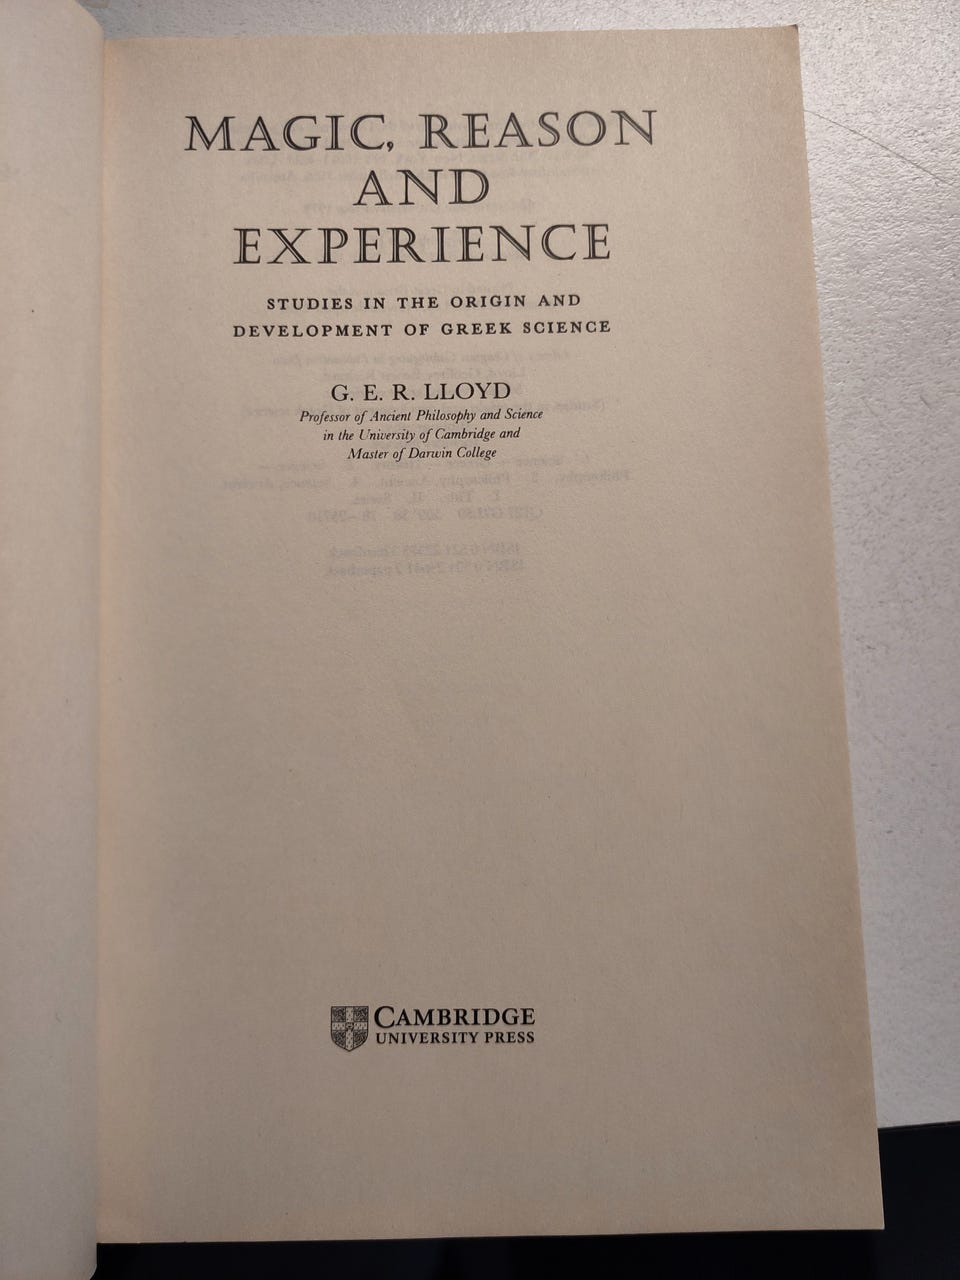 MAGIC, REASON
AND
EXPERIENCE
STUDIES IN THE ORIGIN AND
DEVELOPMENT OF GREEK SCIENCE
G. E. R. LLOYD
Professor of Ancient Philosophy and Science
in the University of Cambridge and
Master of Darwin College
CAMBRIDGE
UNIVERSITY PRESS